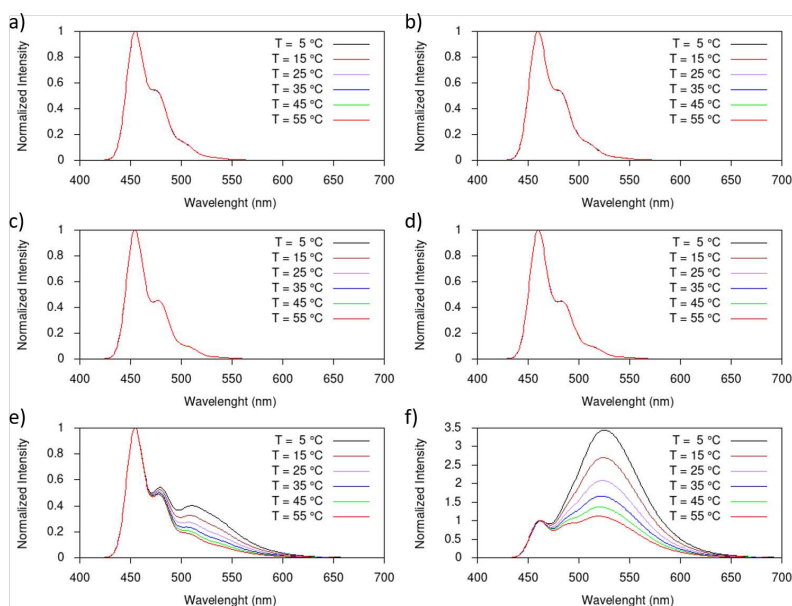 a)
Normalized Intensity
1
0.8
0.6
0.4
0.2
0
T = 5 °C
T = 15 °C
T = 25 °C
T = 35 °C
T = 45 °C
T = 55 °C
400 450 500 550 600 650 700
Wavelenght (nm)
b)
Normalized Intensity
1
0.8
0.6
0.4
0.2
0
T = 5 °C
T = 15 °C
T = 25 °C
T = 35 °C
T = 45 °C
T = 55 °C
400 450 500 550 600 650 700
Wavelenght (nm)
c)
Normalized Intensity
1
0.8
0.6
0.4
0.2
0
T = 5 °C
T = 15 °C
T = 25 °C
T = 35 °C
T = 45 °C
T = 55 °C
400 450 500 550 600 650 700
Wavelenght (nm)
d)
Normalized Intensity
1
0.8
0.6
0.4
0.2
0
T = 5 °C
T = 15 °C
T = 25 °C
T = 35 °C
T = 45 °C
T = 55 °C
400 450 500 550 600 650 700
Wavelenght (nm)
e)
Normalized Intensity
1
0.8
0.6
0.4
0.2
0
T = 5 °C
T = 15 °C
T = 25 °C
T = 35 °C
T = 45 °C
T = 55 °C
400 450 500 550 600 650 700
Wavelenght (nm)
f)
Normalized Intensity
3.5
3
2.5
2
1.5
1
0.5
0
T = 5 °C
T = 15 °C
T = 25 °C
T = 35 °C
T = 45 °C
T = 55 °C
400 450 500 550 600 650 700
Wavelenght (nm)